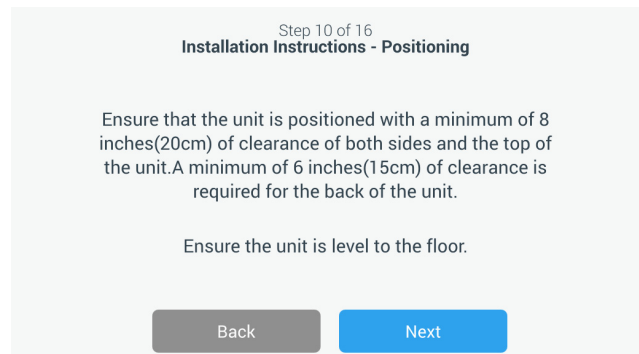 Step 10 of 16
Installation Instructions - Positioning
Ensure that the unit is positioned with a minimum of 8
inches(20cm) of clearance of both sides and the top of
the unit.A minimum of 6 inches(15cm) of clearance is
required for the back of the unit.
Ensure the unit is level to the floor.
Back
Next